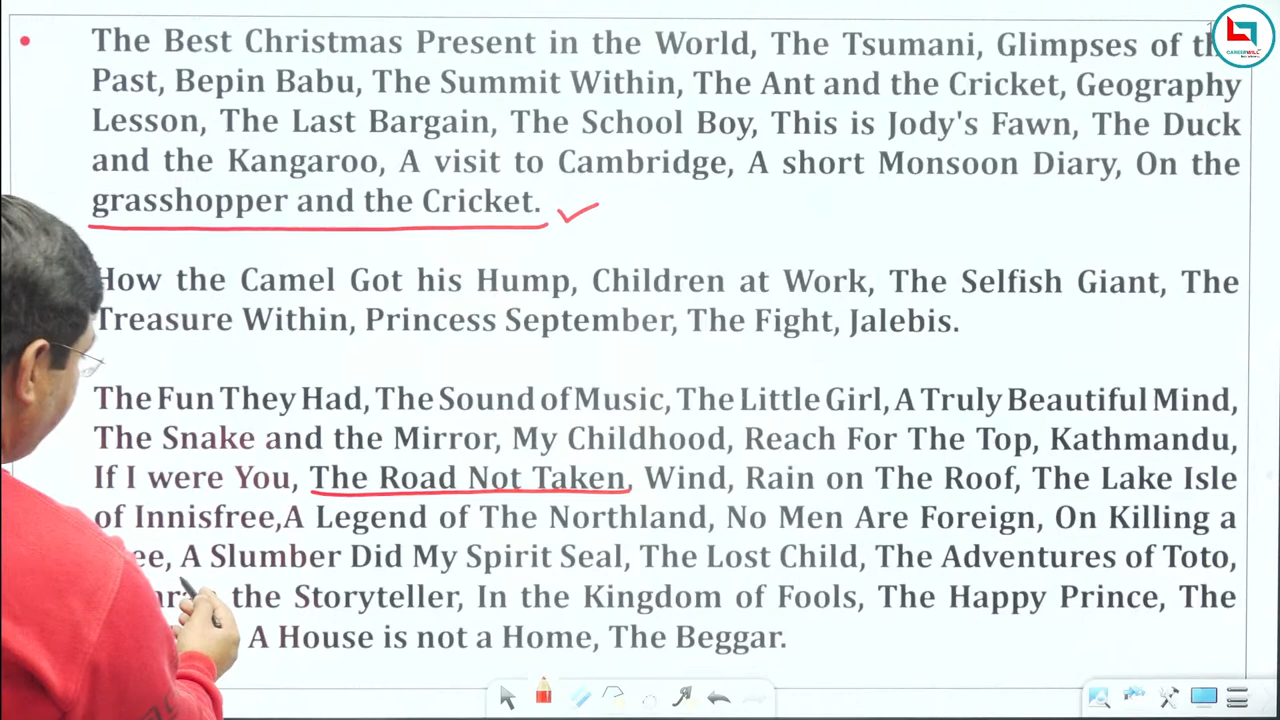 The Best Christmas Present in the World, The Tsumani, Glimpses of th
Past, Bepin Babu, The Summit Within, The Ant and the Cricket, Geography
Lesson, The Last Bargain, The School Boy, This is Jody's Fawn, The Duck
and the Kangaroo, A visit to Cambridge, A short Monsoon Diary, On the
grasshopper and the Cricket.
How the Camel Got his Hump, Children at Work, The Selfish Giant, The
Treasure Within, Princess September, The Fight, Jalebis.
The Fun They Had, The Sound of Music, The Little Girl, A Truly Beautiful Mind,
The Snake and the Mirror, My Childhood, Reach For The Top, Kathmandu,
If I were You, The Road Not Taken, Wind, Rain on The Roof, The Lake Isle
of Innisfree,A Legend of The Northland, No Men Are Foreign, On Killing a
ee, A Slumber Did My Spirit Seal, The Lost Child, The Adventures of Toto,
the Storyteller, In the Kingdom of Fools, The Happy Prince, The
A House is not a Home, The Beggar.
CAREERWILL